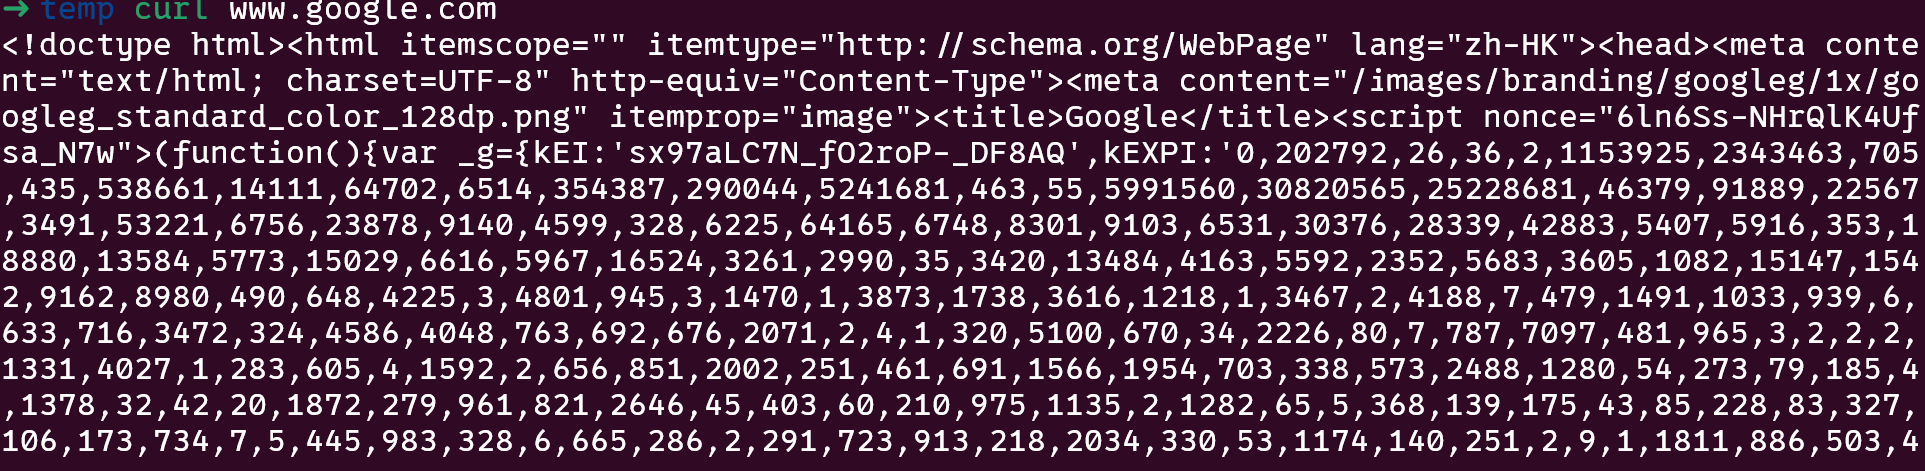 ➜ temp curl www.google.com
<!doctype html><html itemscope="" itemtype="http://schema.org/WebPage" lang="zh-HK"><head><meta conte
nt="text/html; charset=UTF-8" http-equiv="Content-Type"><meta content="/images/branding/googleg/1x/go
ogleg_standard_color_128dp.png" itemprop="image"><title>Google</title><script nonce="6ln6Ss-NHrQlK4Uf
sa_N7w">(function(){var _g={kEI:'sx97aLC7N_fO2roP-_DF8AQ',kEXPI:'0,202792,26,36,2,1153925,2343463,705
,435,538661,14111,64702,6514,354387,290044,5241681,463,55,5991560,30820565,25228681,46379,91889,22567
,3491,53221,6756,23878,9140,4599,328,6225,64165,6748,8301,9103,6531,30376,28339,42883,5407,5916,353,1
8880,13584,5773,15029,6616,5967,16524,3261,2990,35,3420,13484,4163,5592,2352,5683,3605,1082,15147,154
2,9162,8980,490,648,4225,3,4801,945,3,1470,1,3873,1738,3616,1218,1,3467,2,4188,7,479,1491,1033,939,6,
633,716,3472,324,4586,4048,763,692,676,2071,2,4,1,320,5100,670,34,2226,80,7,787,7097,481,965,3,2,2,2,
1331,4027,1,283,605,4,1592,2,656,851,2002,251,461,691,1566,1954,703,338,573,2488,1280,54,273,79,185,4
,1378,32,42,20,1872,279,961,821,2646,45,403,60,210,975,1135,2,1282,65,5,368,139,175,43,85,228,83,327,
106,173,734,7,5,445,983,328,6,665,286,2,291,723,913,218,2034,330,53,1174,140,251,2,9,1,1811,886,503,4